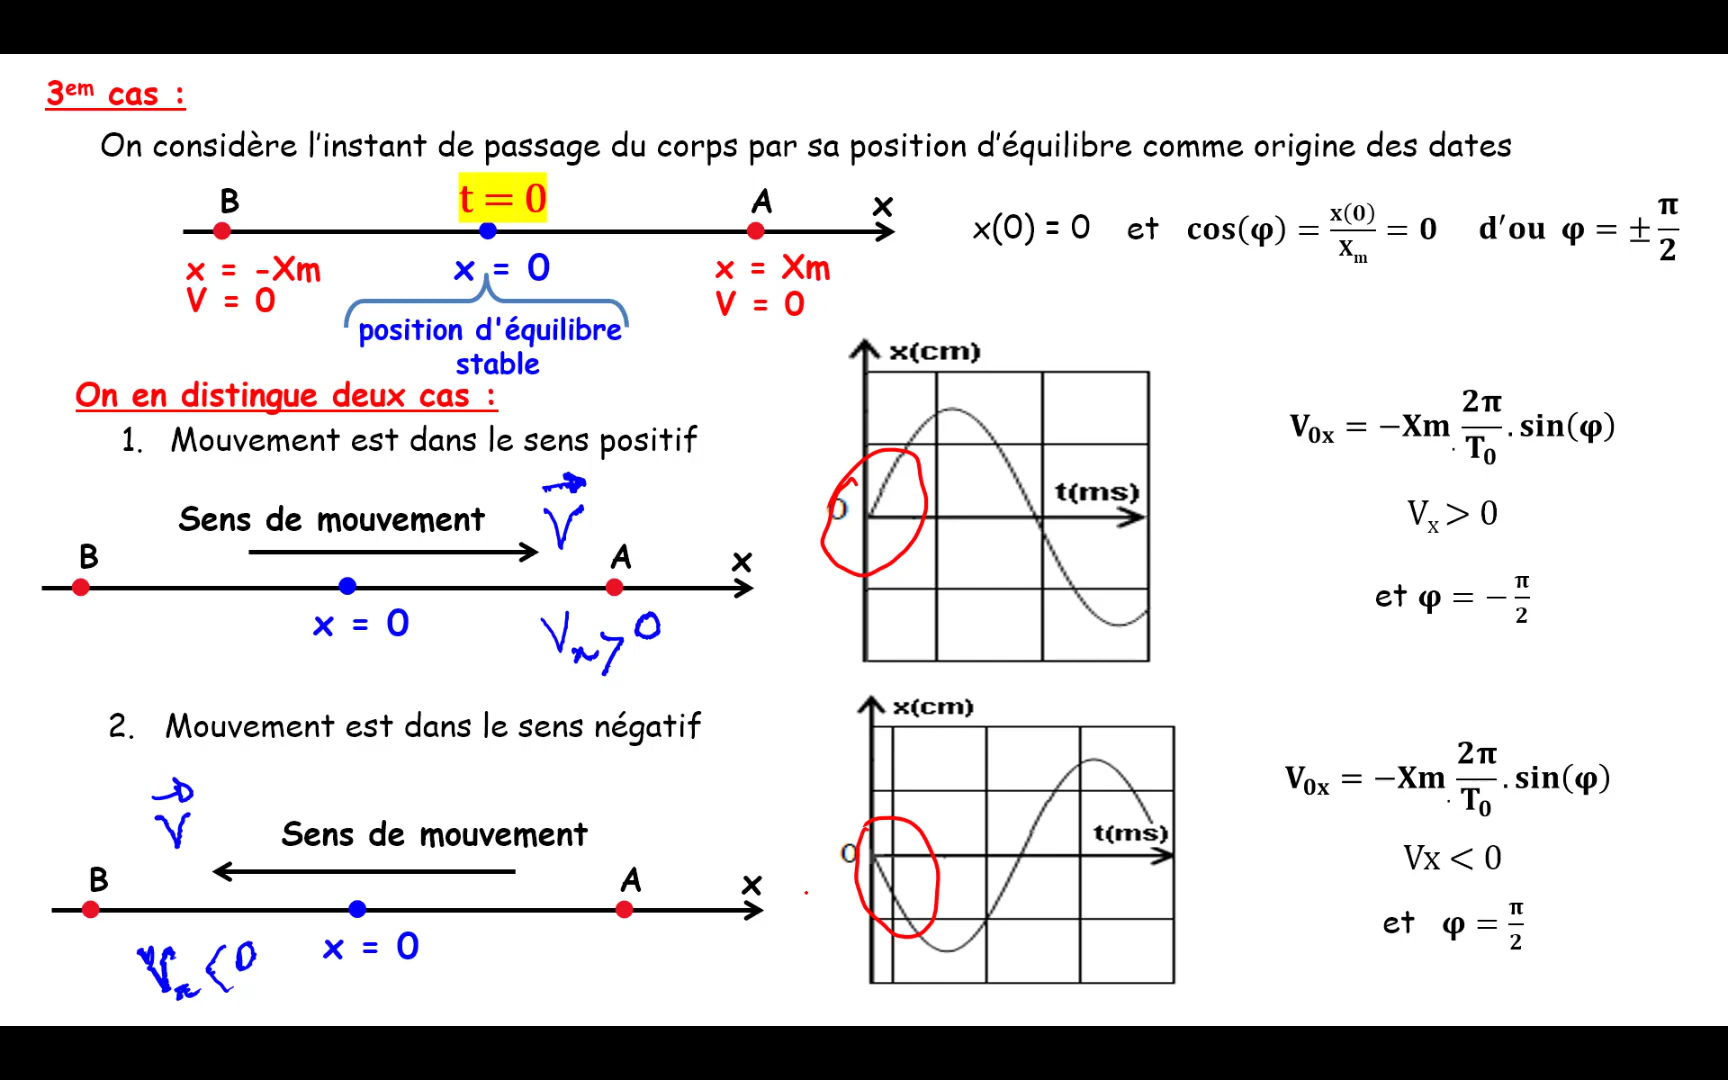 3em cas :
On considère l'instant de passage du corps par sa position d'équilibre comme origine des dates
B t = 0 A x
x = -Xm x = 0 x = Xm
V = 0 V = 0
position d'équilibre
stable
x(0) = 0 et cos(φ) = x(0)/Xm = 0 d'ou φ = ± π/2
On en distingue deux cas :
1. Mouvement est dans le sens positif
Sens de mouvement V
B A x
x = 0 Vx > 0
x(cm)
t(ms)
0
V0x = −Xm 2π/T0 . sin(φ)
Vx > 0
et φ = − π/2
2. Mouvement est dans le sens négatif
V Sens de mouvement
B A x
Vx < 0 x = 0
x(cm)
t(ms)
0
V0x = −Xm 2π/T0 . sin(φ)
Vx < 0
et φ = π/2